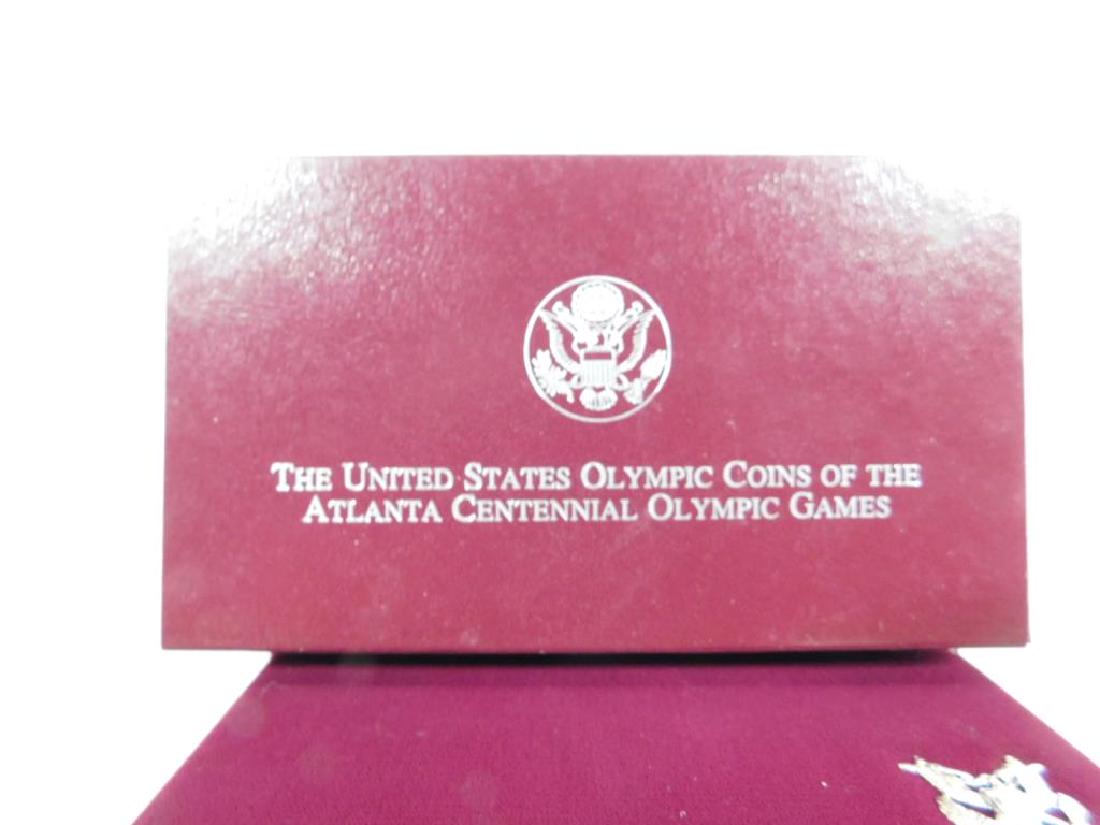 The United States Olympic Coins of the
Atlanta Centennial Olympic Games